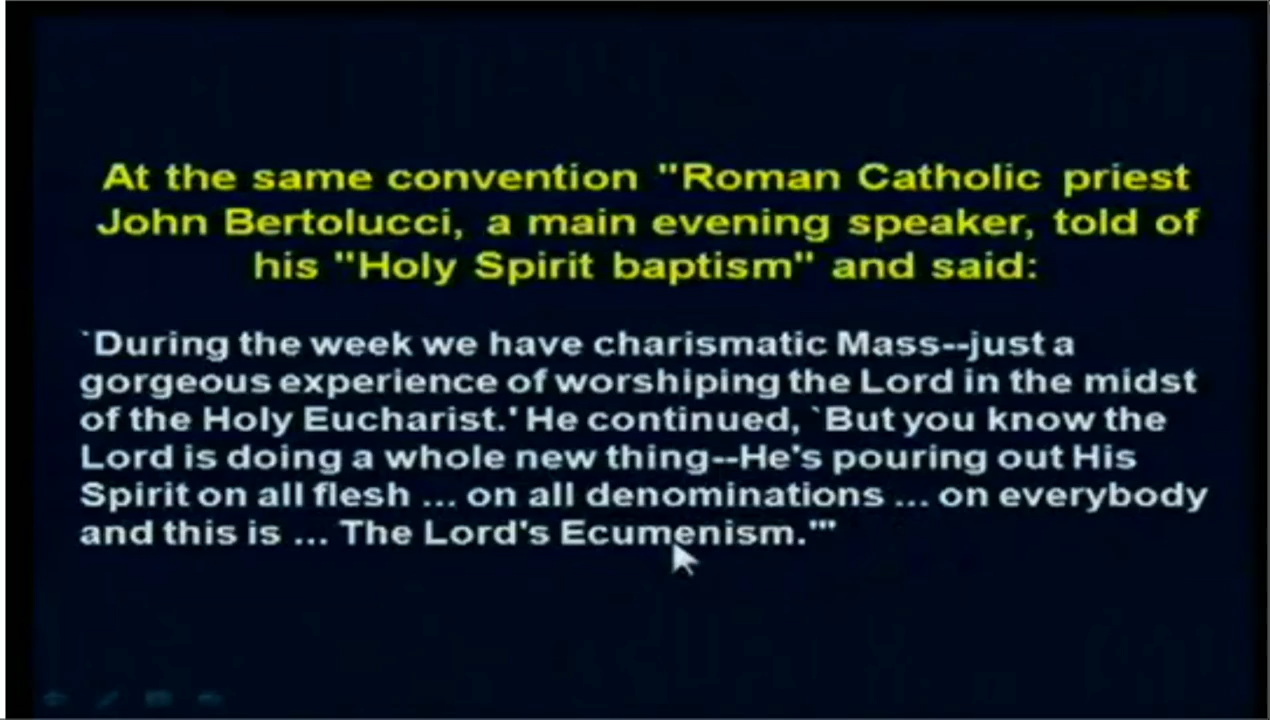 At the same convention "Roman Catholic priest
John Bertolucci, a main evening speaker, told of
his "Holy Spirit baptism" and said:
`During the week we have charismatic Mass--just a
gorgeous experience of worshiping the Lord in the midst
of the Holy Eucharist.' He continued, `But you know the
Lord is doing a whole new thing--He's pouring out His
Spirit on all flesh ... on all denominations ... on everybody
and this is ... The Lord's Ecumenism.'"